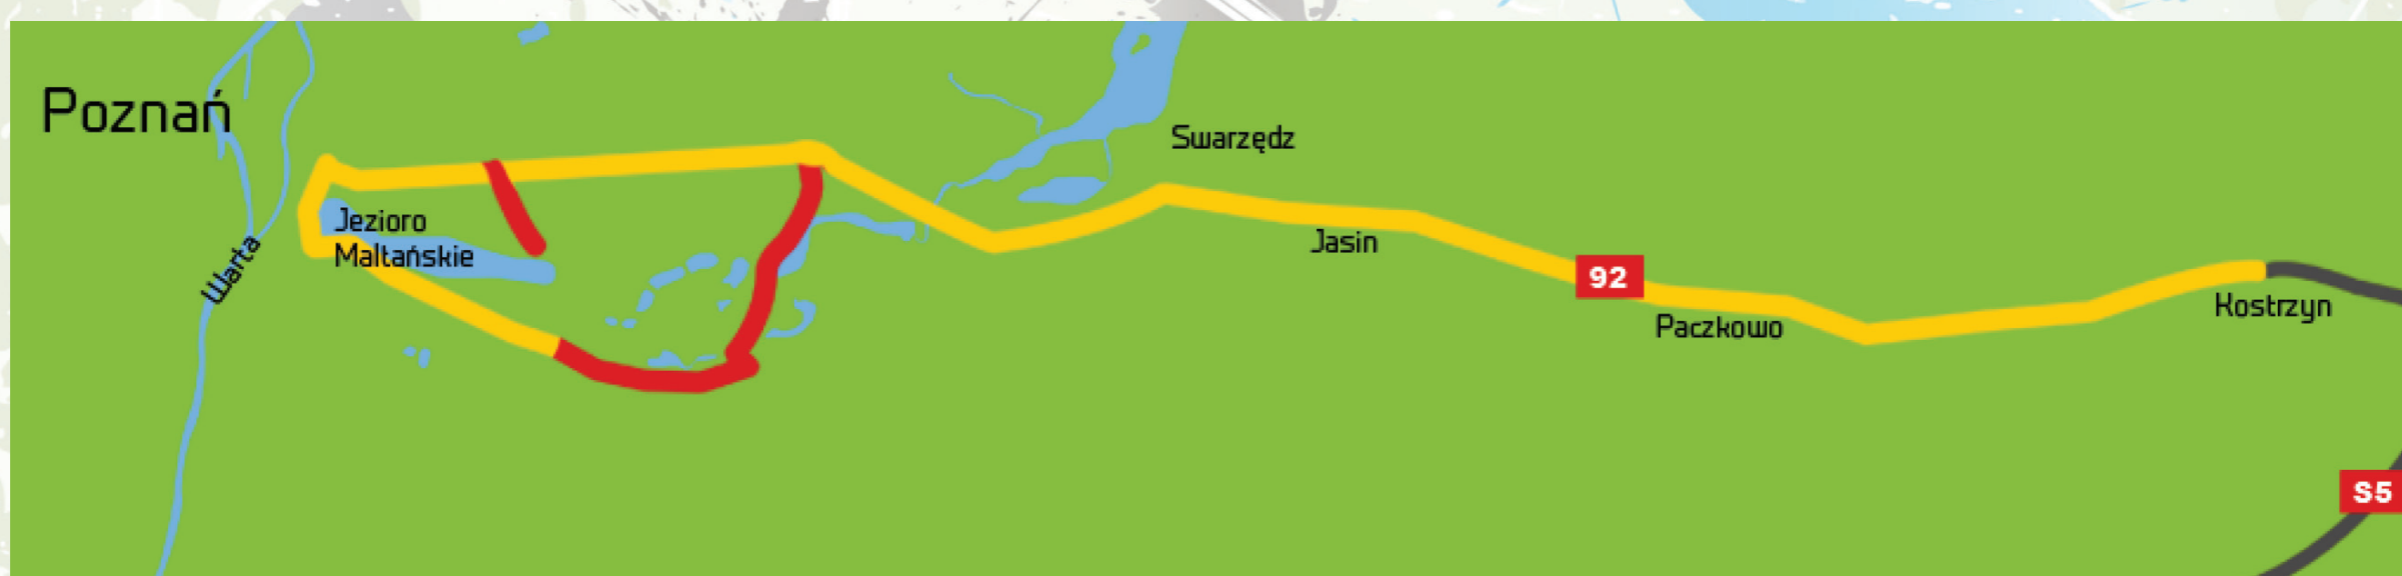 Poznań
Swarzędz
Jezioro
Maltańskie
Jasin
Warta
92
Paczkowo
Kostrzyn
S5